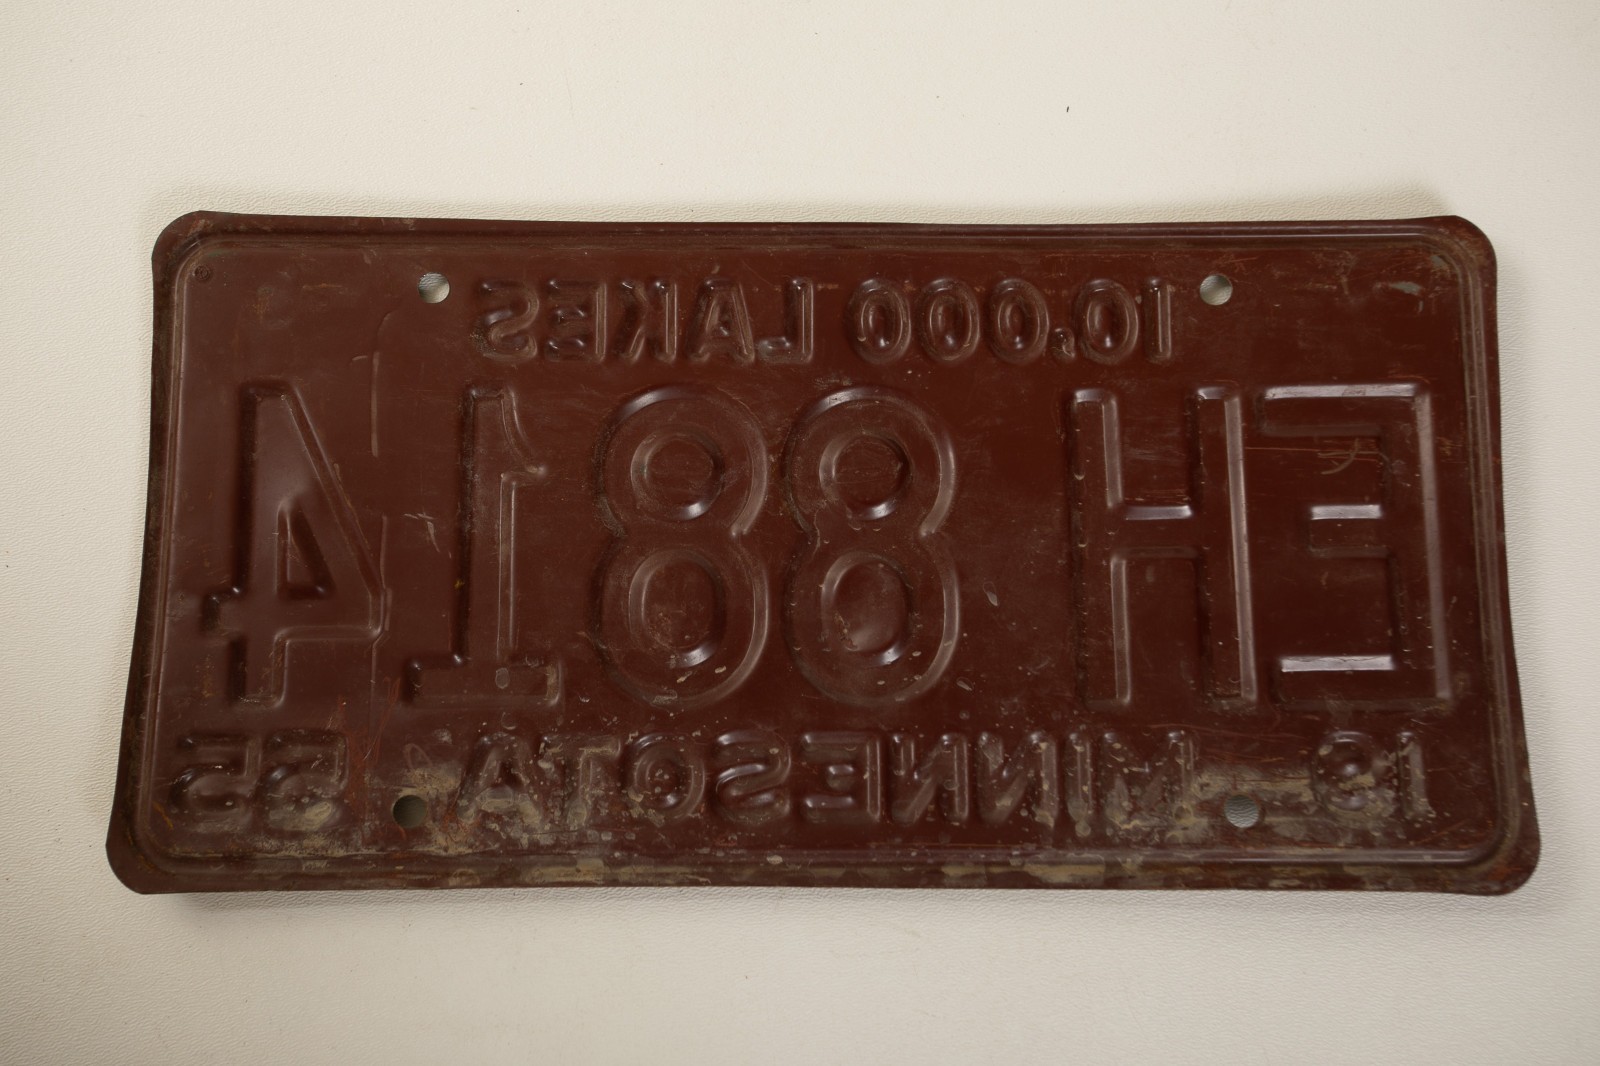 10,000 LAKES
EH 8814
19 MINNESOTA 55